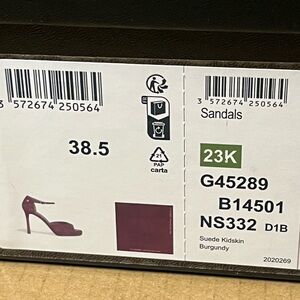 3 572674 250564
38.5
21
PAP
carta
3 572674 250564
Sandals
23K
G45289
B14501
NS332 D1B
Suede Kidskin
Burgundy
2020269